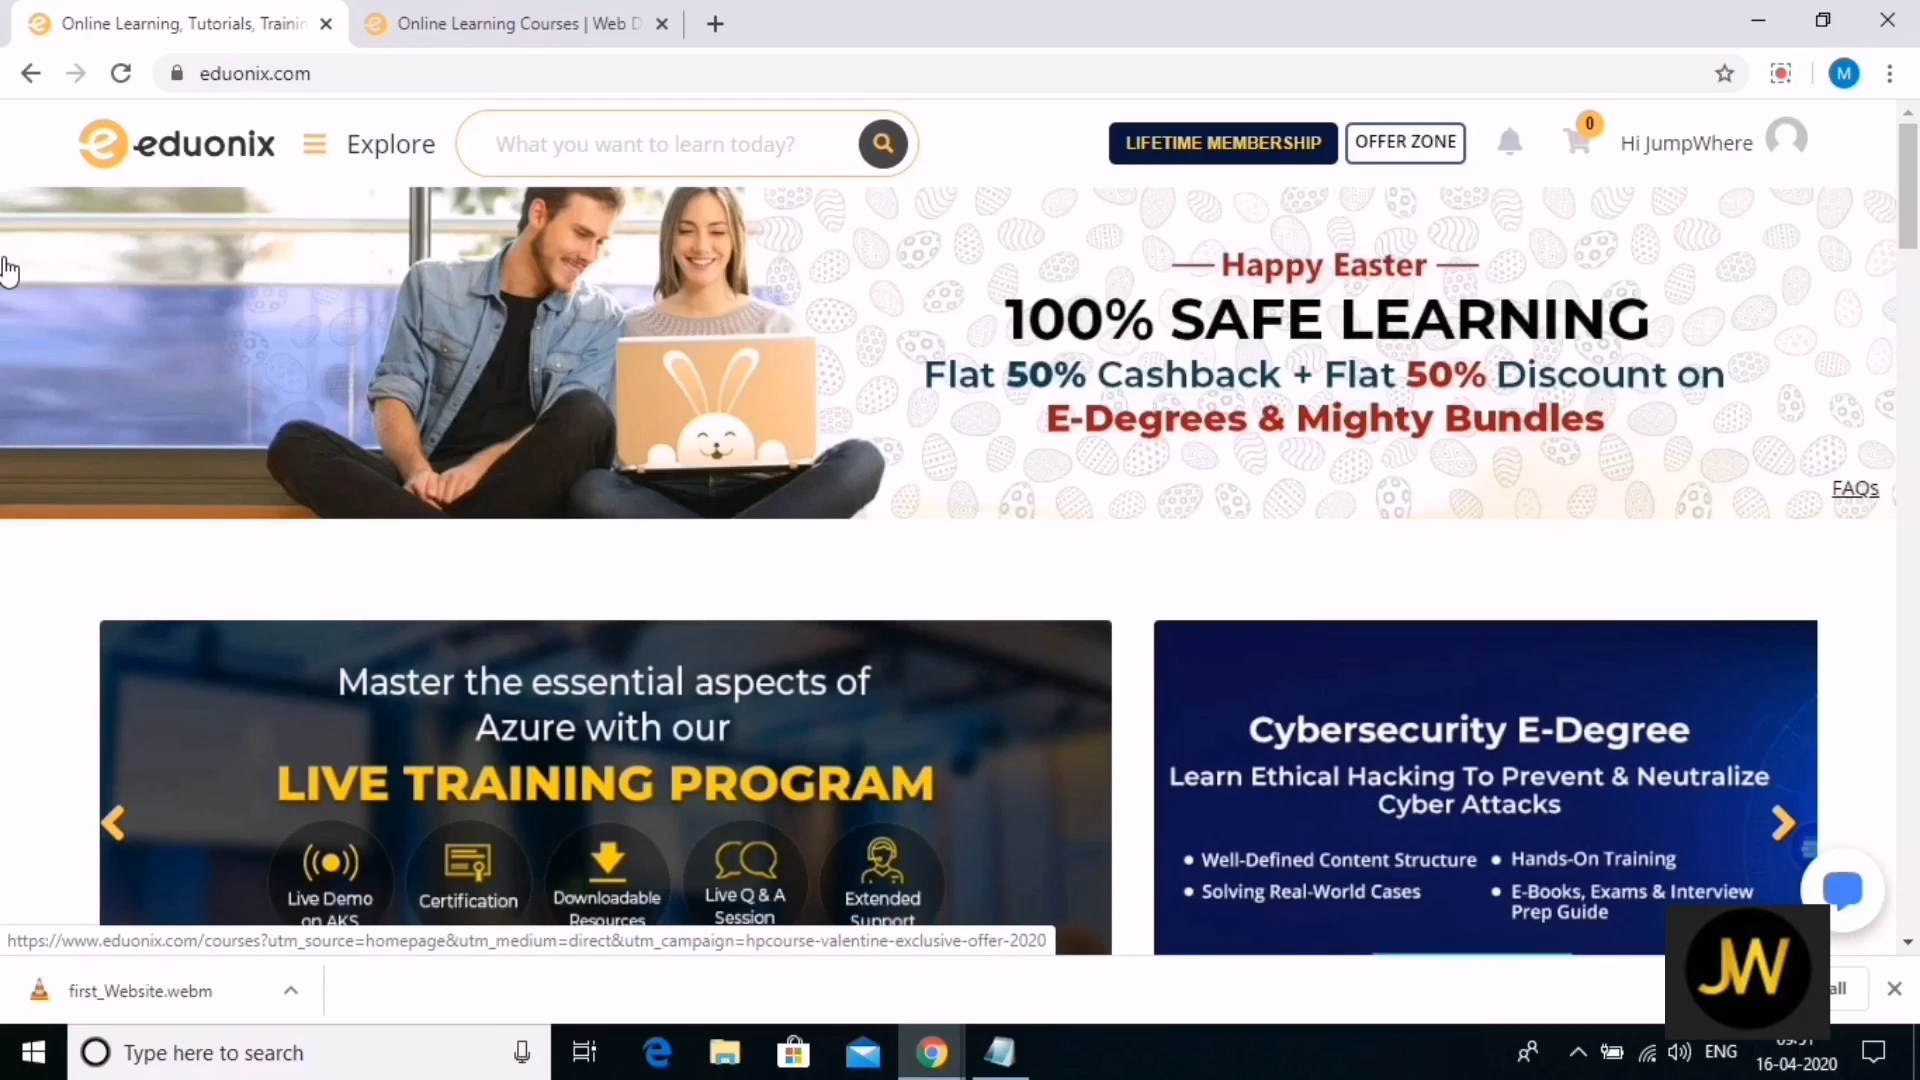 Online Learning, Tutorials, Trainin
Online Learning Courses | Web D
eduonix.com
M
eduonix
Explore
What you want to learn today?
LIFETIME MEMBERSHIP
OFFER ZONE
0
Hi JumpWhere
Happy Easter
100% SAFE LEARNING
Flat 50% Cashback + Flat 50% Discount on
E-Degrees & Mighty Bundles
FAQs
Master the essential aspects of
Azure with our
LIVE TRAINING PROGRAM
Live Demo
on AKS
Certification
Downloadable
Resources
Live Q & A
Session
Extended
Support
Cybersecurity E-Degree
Learn Ethical Hacking To Prevent & Neutralize
Cyber Attacks
• Well-Defined Content Structure
• Solving Real-World Cases
• Hands-On Training
• E-Books, Exams & Interview
Prep Guide
https://www.eduonix.com/courses?utm_source=homepage&utm_medium=direct&utm_campaign=hpcourse-valentine-exclusive-offer-2020
first_Website.webm
JW
all
Type here to search
ENG
16-04-2020